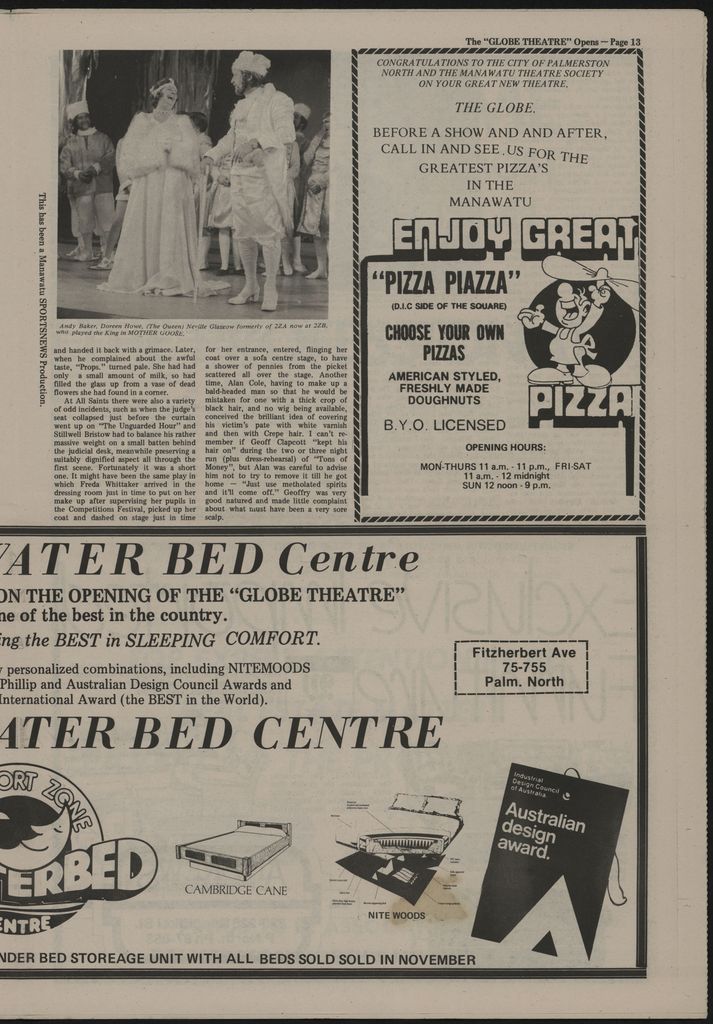 The "GLOBE THEATRE" Opens — Page 13
This has been a Manawatu SPORTSNEWS Production.
Andy Baker, Doreen Howe, (The Queen) Neville Glasgow formerly of 2ZA now at 2ZB,
who played the King in MOTHER GOOSE.
and handed it back with a grimace. Later,
when he complained about the awful
taste, "Props." turned pale. She had had
only a small amount of milk, so had
filled the glass up from a vase of dead
flowers she had found in a corner.
At All Saints there were also a variety
of odd incidents, such as when the judge's
seat collapsed just before the curtain
went up on "The Unguarded Hour" and
Stillwell Bristow had to balance his rather
massive weight on a small batten behind
the judicial desk, meanwhile preserving a
suitably dignified aspect all through the
first scene. Fortunately it was a short
one. It might have been the same play in
which Freda Whittaker arrived in the
dressing room just in time to put on her
make up after supervising her pupils in
the Competitions Festival, picked up her
coat and dashed on stage just in time
for her entrance, entered, flinging her
coat over a sofa centre stage, to have
a shower of pennies from the picket
scattered all over the stage. Another
time, Alan Cole, having to make up a
bald-headed man so that he would be
mistaken for one with a thick crop of
black hair, and no wig being available,
conceived the brilliant idea of covering
his victim's pate with white varnish
and then with Crepe hair. I can't re-
member if Geoff Clapcott "kept his
hair on" during the two or three night
run (plus dress-rehearsal) of "Tons of
Money", but Alan was careful to advise
him not to try to remove it till he got
home — "Just use metholated spirits
and it'll come off." Geoffry was very
good natured and made little complaint
about what must have been a very sore
scalp.
CONGRATULATIONS TO THE CITY OF PALMERSTON
NORTH AND THE MANAWATU THEATRE SOCIETY
ON YOUR GREAT NEW THEATRE,
THE GLOBE.
BEFORE A SHOW AND AND AFTER,
CALL IN AND SEE US FOR THE
GREATEST PIZZA'S
IN THE
MANAWATU
ENJOY GREAT
"PIZZA PIAZZA"
(D.I.C SIDE OF THE SQUARE)
CHOOSE YOUR OWN
PIZZAS
AMERICAN STYLED,
FRESHLY MADE
DOUGHNUTS
PIZZA
B.Y.O. LICENSED
OPENING HOURS:
MON-THURS 11 a.m. - 11 p.m., FRI-SAT
11 a.m. - 12 midnight
SUN 12 noon - 9 p.m.
ATER BED Centre
ON THE OPENING OF THE "GLOBE THEATRE"
ne of the best in the country.
ing the BEST in SLEEPING COMFORT.
personalized combinations, including NITEMOODS
Phillip and Australian Design Council Awards and
International Award (the BEST in the World).
Fitzherbert Ave
75-755
Palm. North
ATER BED CENTRE
ORT ZONE
ERBED
ENTRE
CAMBRIDGE CANE
NITE WOODS
Industrial
Design Council
of Australia
Australian
design
award.
NDER BED STOREAGE UNIT WITH ALL BEDS SOLD SOLD IN NOVEMBER